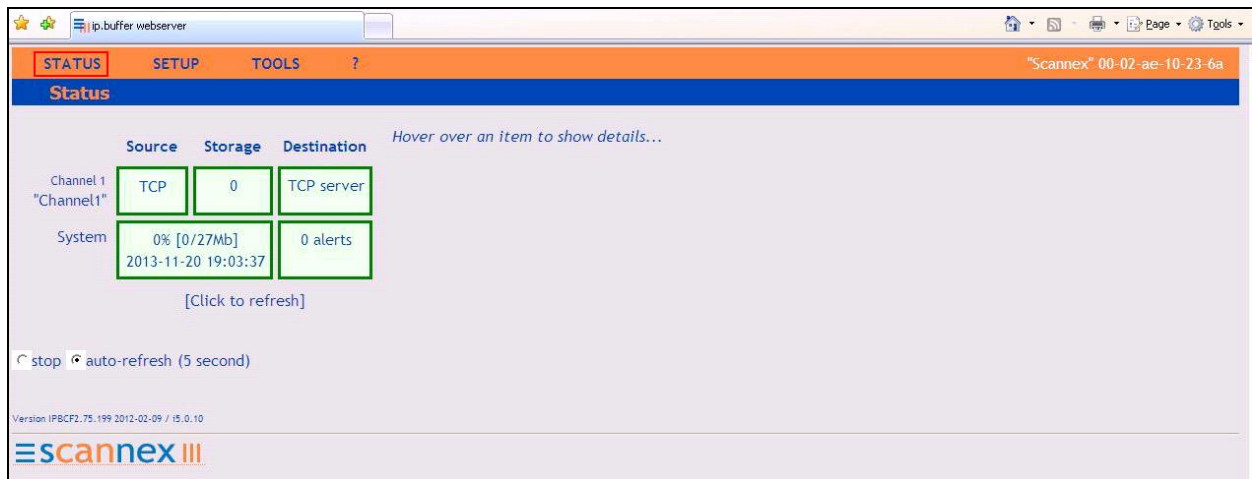 ip.buffer webserver
Page Tools
STATUS SETUP TOOLS ? "Scannex" 00-02-ae-10-23-6a
Status
Hover over an item to show details...
Source Storage Destination
Channel 1
"Channel1"
TCP 0 TCP server
System
0% [0/27Mb]
2013-11-20 19:03:37
0 alerts
[Click to refresh]
stop auto-refresh (5 second)
Version IPBCF2.75.199 2012-02-09 / i5.0.10
scannex